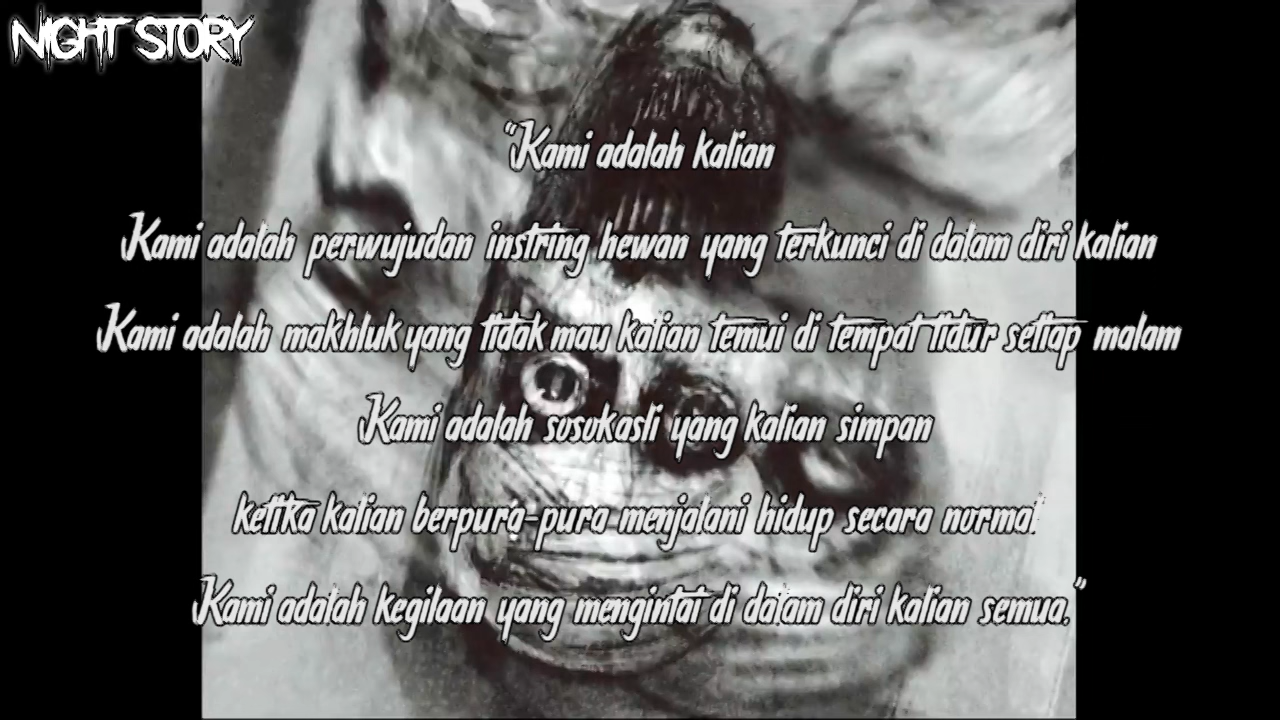 NIGHT STORY
"Kami adalah kalian
Kami adalah perwujudan instring hewan yang terkunci di dalam diri kalian
Kami adalah makhluk yang tidak mau kalian temui di tempat tidur setiap malam
Kami adalah sosokasli yang kalian simpan
ketika kalian berpura-pura menjalani hidup secara normal
Kami adalah kegilaan yang mengintai di dalam diri kalian semua."